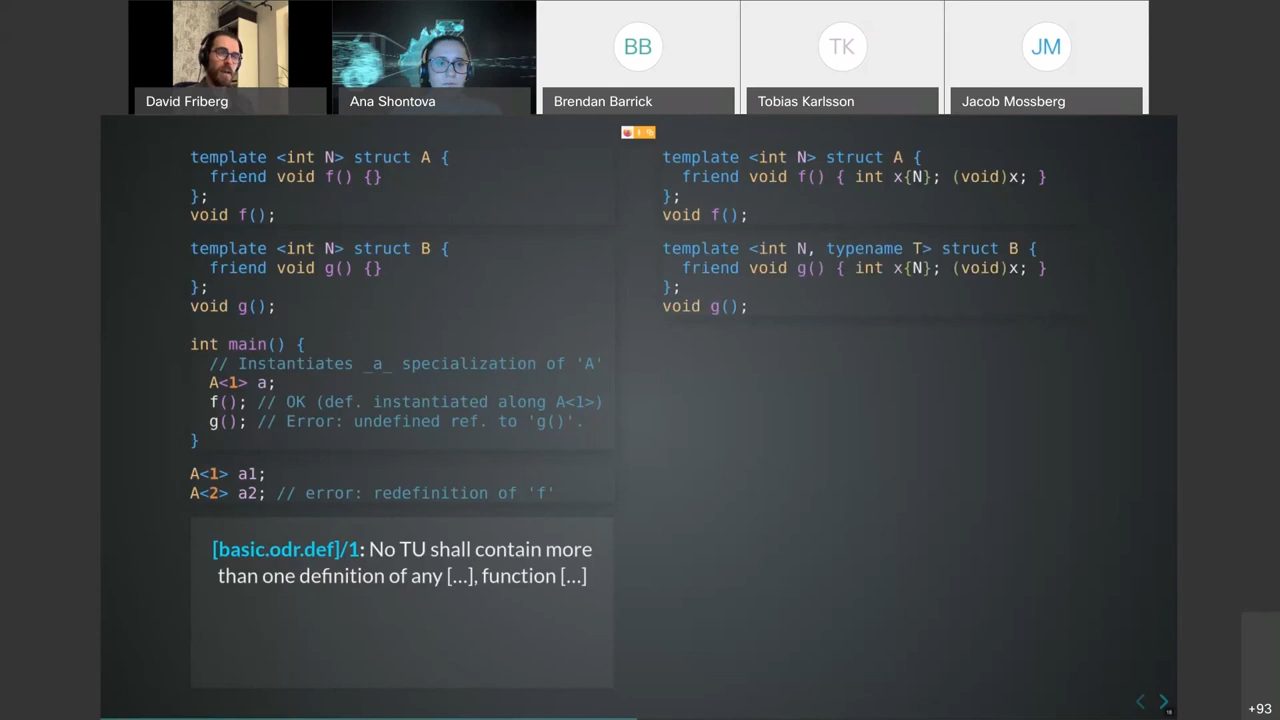 BB
TK
JM
David Friberg
Ana Shontova
Brendan Barrick
Tobias Karlsson
Jacob Mossberg
template <int N> struct A {
friend void f() {}
};
void f();
template <int N> struct B {
friend void g() {}
};
void g();
int main() {
// Instantiates _a_ specialization of 'A'
A<1> a;
f(); // OK (def. instantiated along A<1>)
g(); // Error: undefined ref. to 'g()'.
}
A<1> a1;
A<2> a2; // error: redefinition of 'f'
[basic.odr.def]/1: No TU shall contain more
than one definition of any [...], function [...]
template <int N> struct A {
friend void f() { int x{N}; (void)x; }
};
void f();
template <int N, typename T> struct B {
friend void g() { int x{N}; (void)x; }
};
void g();
+93